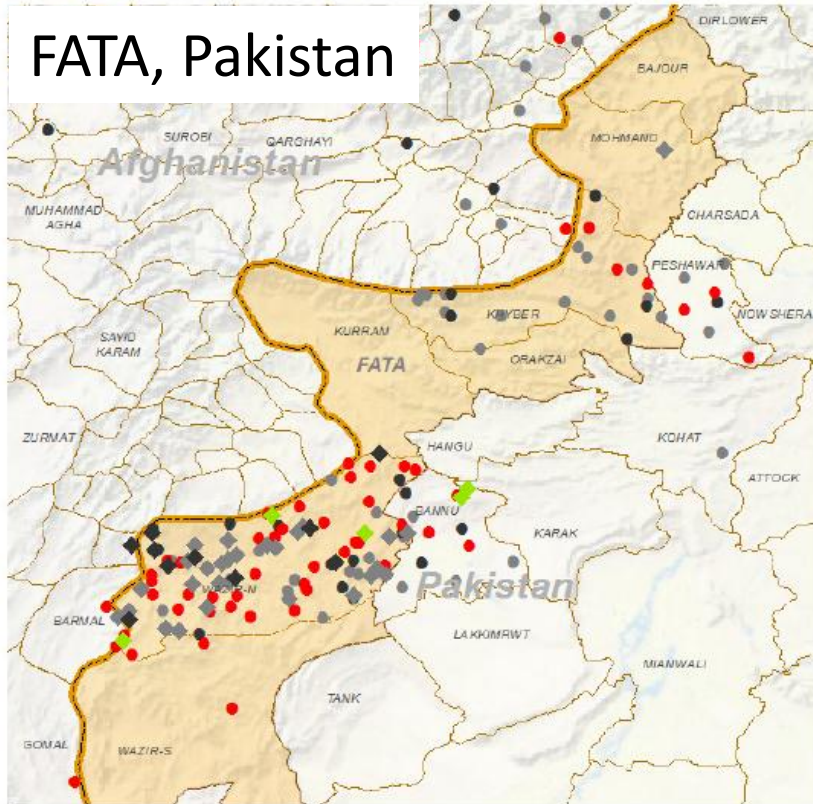 FATA, Pakistan
DIRLOWER
BAJOUR
SUROBI
QARGHAYI
MOHMAND
Afghanistan
MUHAMMAD
AGHA
CHARSADA
PESHAWAR
NOWSHERA
KHYBER
KURRAM
SAYID
KARAM
ORAKZAI
FATA
ZURMAT
HANGU
KOHAT
ATTOCK
BANNU
KARAK
WAZIR-N
Pakistan
BARMAL
LAKKIMRWT
MIANWALI
TANK
GOMAL
WAZIR-S